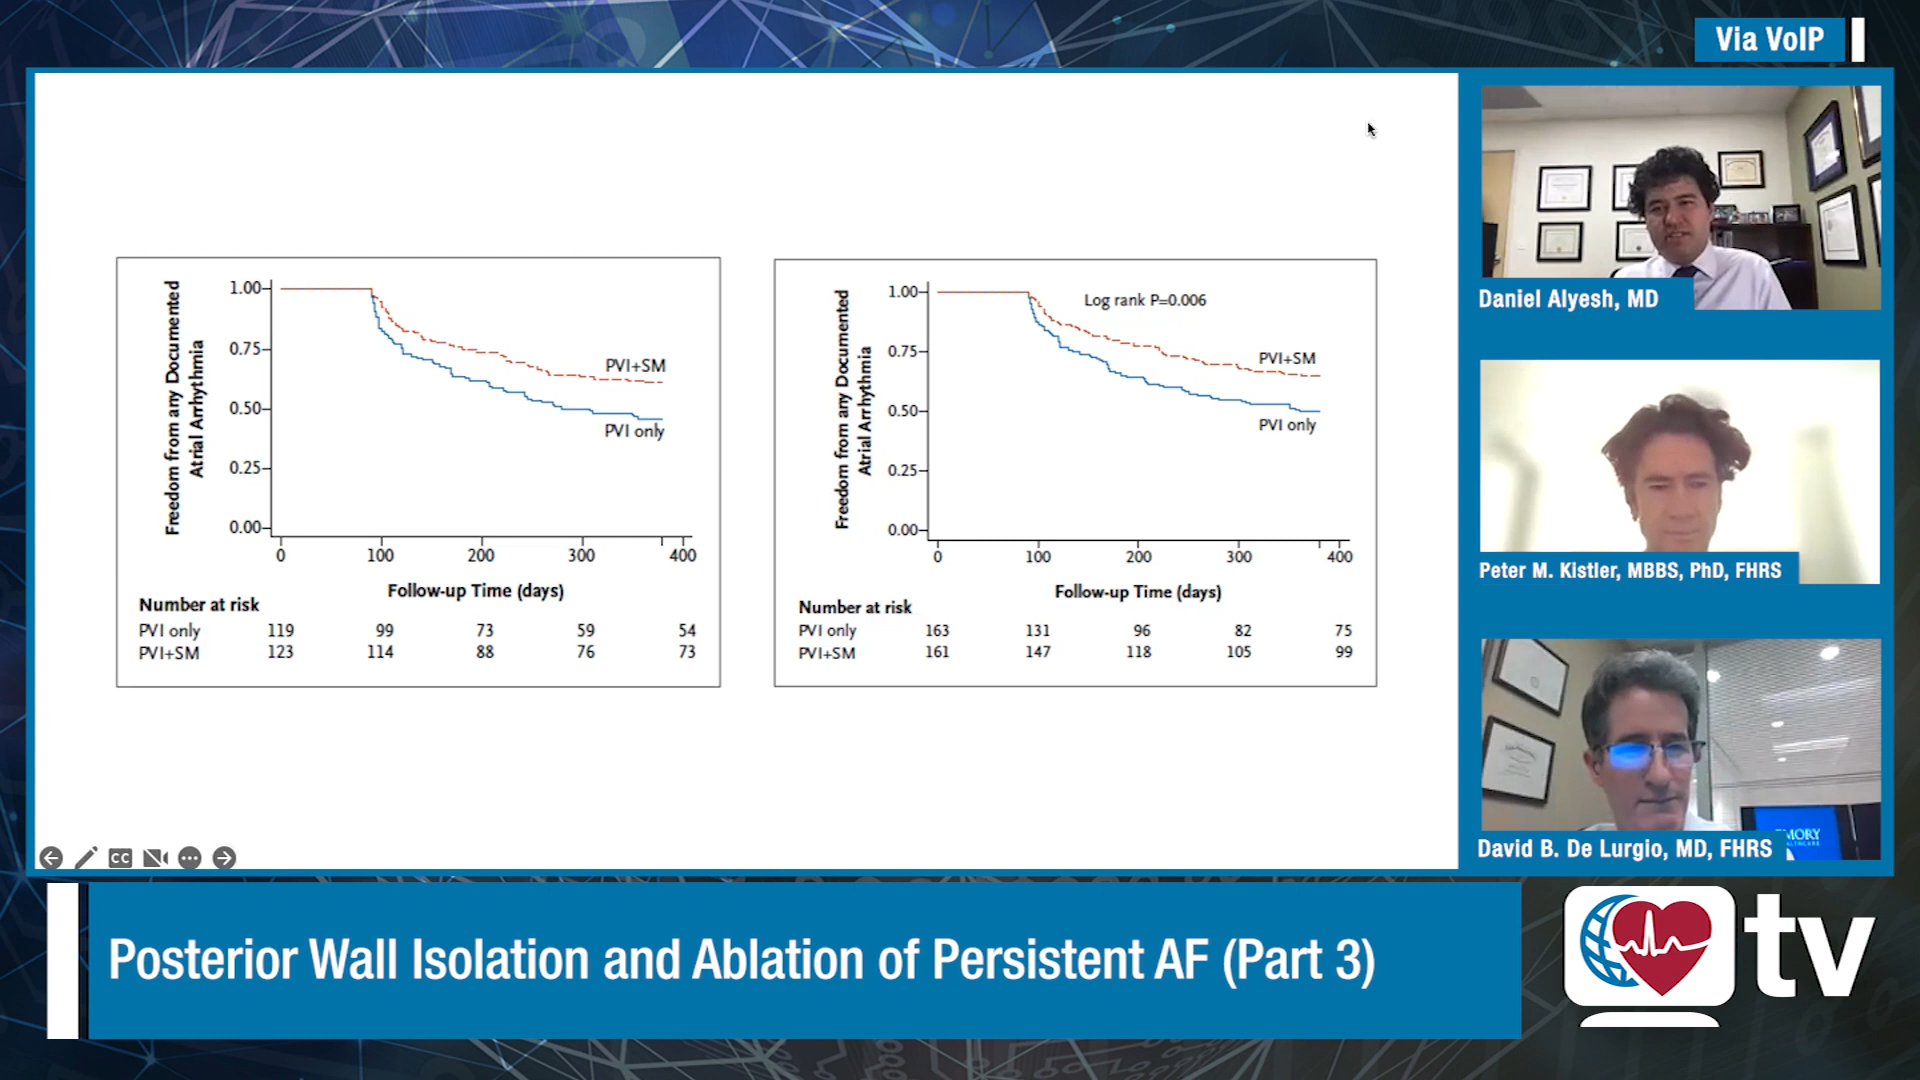 Via VoIP
Freedom from any Documented
Atrial Arrhythmia
1.00
0.75
0.50
0.25
0.00
PVI+SM
PVI only
0 100 200 300 400
Follow-up Time (days)
Number at risk
PVI only 119 99 73 59 54
PVI+SM 123 114 88 76 73
Freedom from any Documented
Atrial Arrhythmia
1.00
0.75
0.50
0.25
0.00
Log rank P=0.006
PVI+SM
PVI only
0 100 200 300 400
Follow-up Time (days)
Number at risk
PVI only 163 131 96 82 75
PVI+SM 161 147 118 105 99
CC
Daniel Alyesh, MD
Peter M. Kistler, MBBS, PhD, FHRS
David B. De Lurgio, MD, FHRS
Posterior Wall Isolation and Ablation of Persistent AF (Part 3)
tv